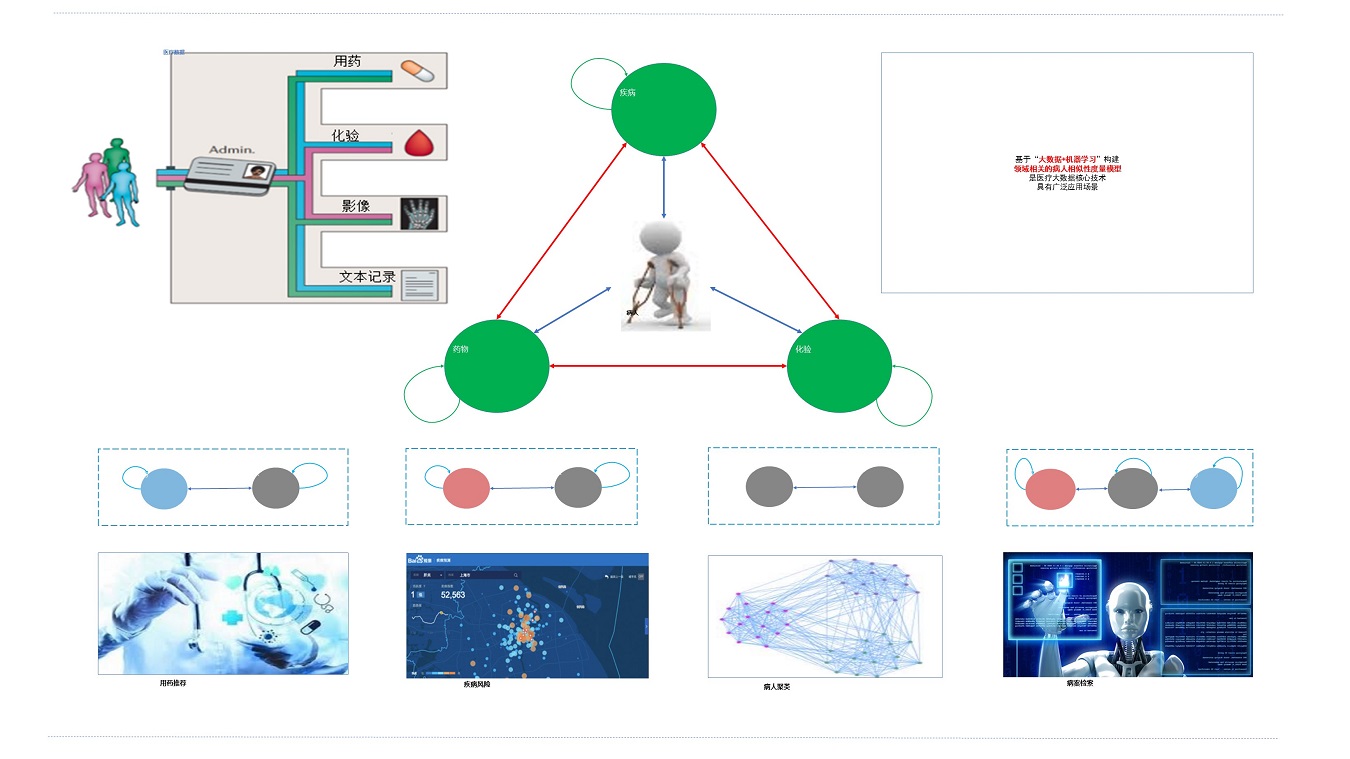 医疗数据
用药
化验
Admin.
影像
文本记录
疾病
病人
药物
化验
基于“大数据+机器学习”构建
领域相关的病人相似性度量模型
是医疗大数据核心技术
具有广泛应用场景
Bai
上海市
52,563
用药推荐
疾病风险
病人聚类
病案检索